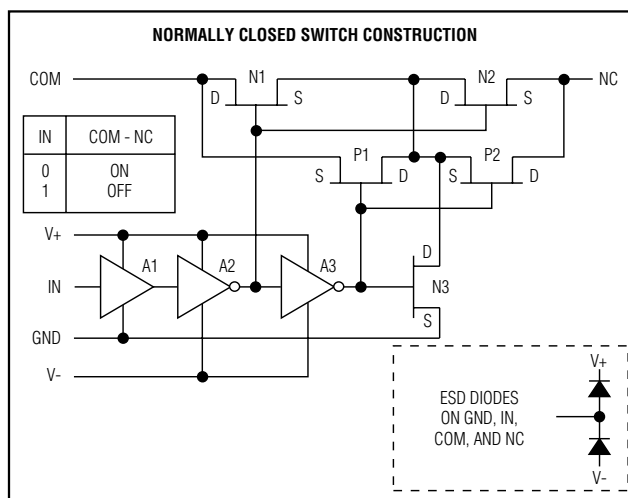 NORMALLY CLOSED SWITCH CONSTRUCTION
COM
N1
N2
NC
D
S
D
S
IN
COM - NC
0
ON
1
OFF
P1
P2
S
D
S
D
V+
A1
A2
A3
D
N3
S
IN
GND
V-
ESD DIODES
ON GND, IN,
COM, AND NC
V+
V-